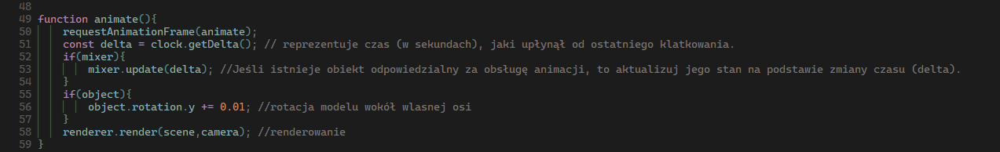 48
49 function animate(){
50     requestAnimationFrame(animate);
51     const delta = clock.getDelta(); // reprezentuje czas (w sekundach), jaki upłynął od ostatniego klatkowania.
52     if(mixer){
53         mixer.update(delta); //Jeśli istnieje obiekt odpowiedzialny za obsługę animacji, to aktualizuj jego stan na podstawie zmiany czasu (delta).
54     }
55     if(object){
56         object.rotation.y += 0.01; //rotacja modelu wokół wlasnej osi
57     }
58     renderer.render(scene,camera); //renderowanie
59 }